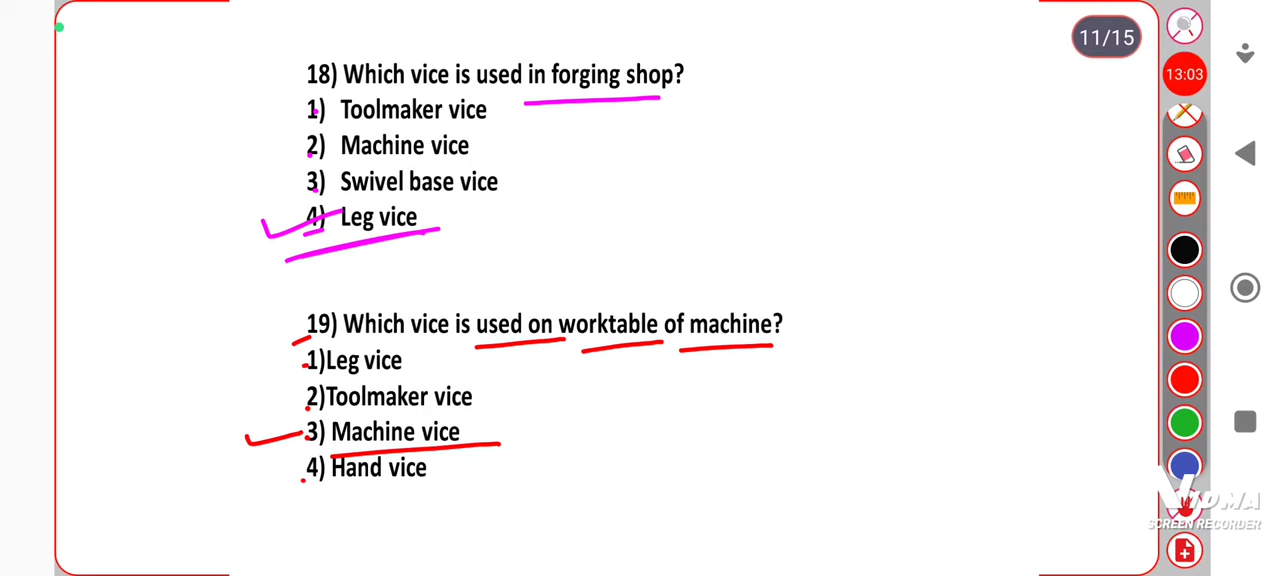 11/15
13:03
18) Which vice is used in forging shop?
1) Toolmaker vice
2) Machine vice
3) Swivel base vice
4) Leg vice
19) Which vice is used on worktable of machine?
1)Leg vice
2)Toolmaker vice
3) Machine vice
4) Hand vice
VIDMA
SCREEN RECORDER